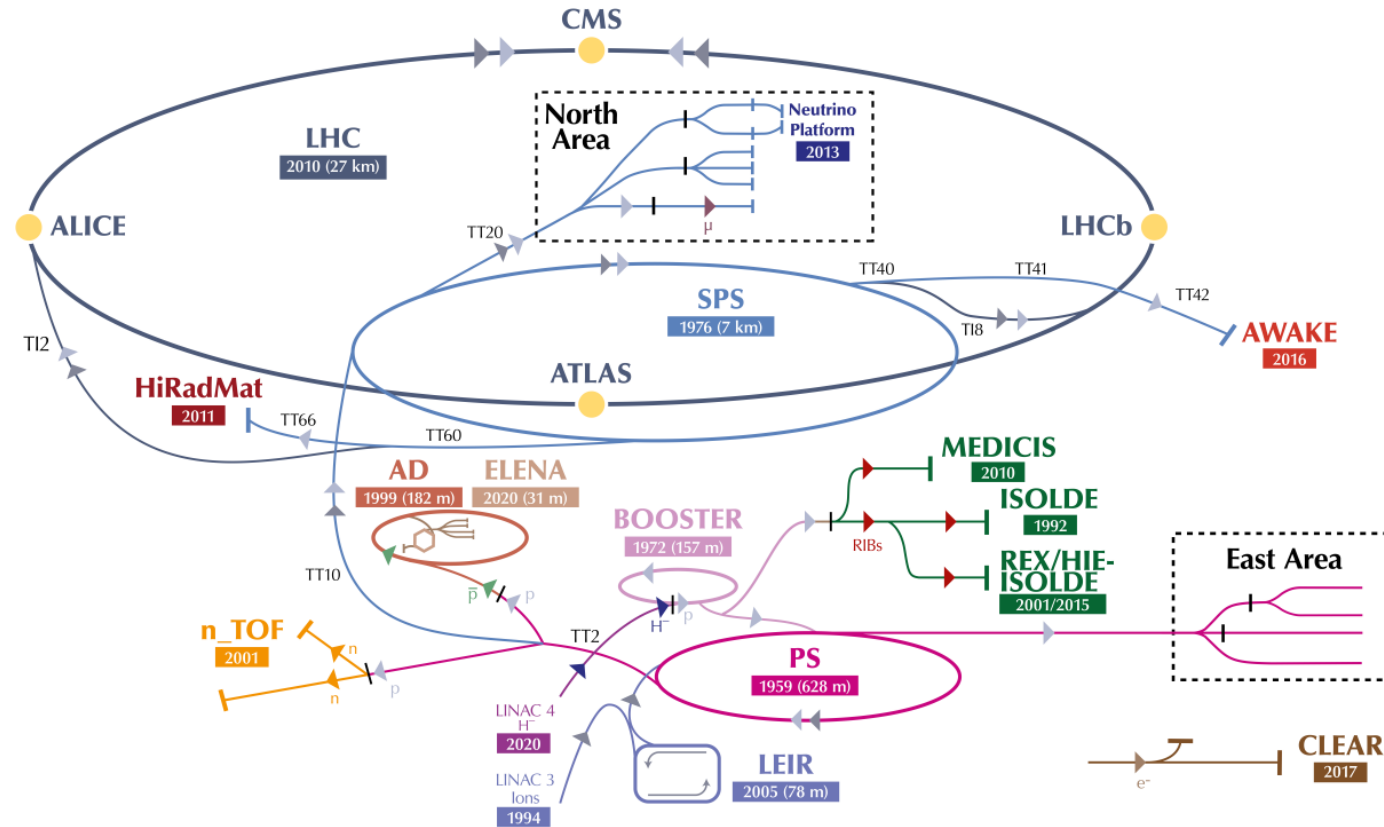 CMS
North
Area
Neutrino
Platform
2013
LHC
2010 (27 km)
ALICE
LHCb
μ
TT20
TT40
TT41
TT42
SPS
1976 (7 km)
TI8
AWAKE
2016
TI2
ATLAS
HiRadMat
2011
TT66
TT60
MEDICIS
2010
AD
1999 (182 m)
ELENA
2020 (31 m)
ISOLDE
1992
BOOSTER
1972 (157 m)
RIBs
REX/HIE-
ISOLDE
2001/2015
East Area
TT10
p̅
p
H⁻
p
TT2
n_TOF
2001
n
n
p
PS
1959 (628 m)
LINAC 4
H⁻
2020
LINAC 3
Ions
1994
LEIR
2005 (78 m)
CLEAR
2017
e⁻